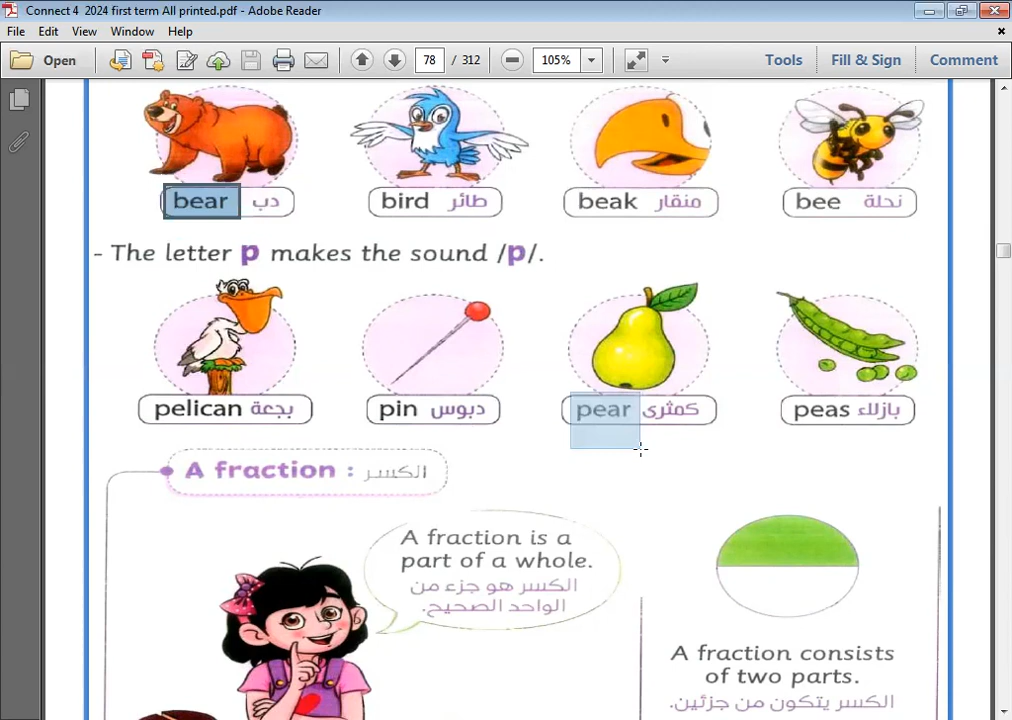 Connect 4 2024 first term All printed.pdf - Adobe Reader
File Edit View Window Help
Open 78 / 312 105% Tools Fill & Sign Comment
bear دب bird طائر beak منقار bee نحلة
- The letter p makes the sound /p/.
pelican بجعة pin دبوس pear كمثرى peas بازلاء
A fraction : الكسر
A fraction is a
part of a whole.
الكسر هو جزء من
الواحد الصحيح.
A fraction consists
of two parts.
الكسر يتكون من جزئين.